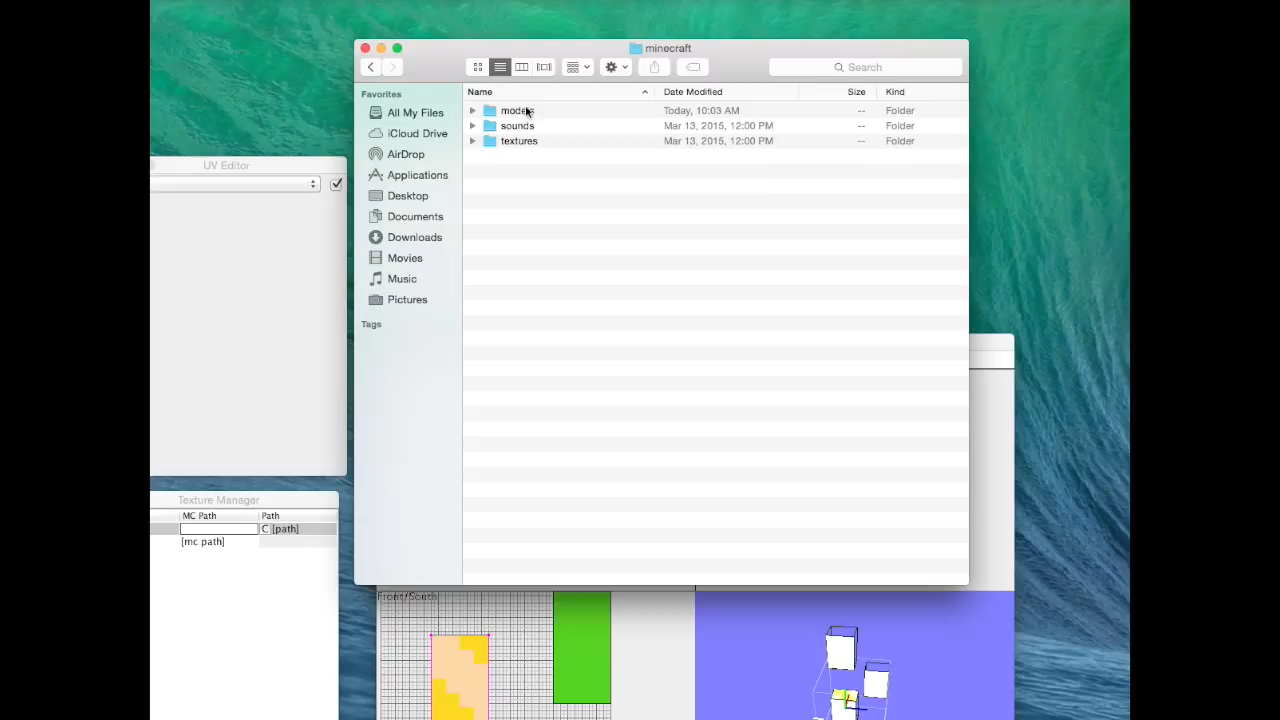 minecraft
Search
Favorites
All My Files
iCloud Drive
AirDrop
Applications
Desktop
Documents
Downloads
Movies
Music
Pictures
Tags
Name Date Modified Size Kind
models Today, 10:03 AM -- Folder
sounds Mar 13, 2015, 12:00 PM -- Folder
textures Mar 13, 2015, 12:00 PM -- Folder
UV Editor
Texture Manager
MC Path Path
C [path]
[mc path]
Front/South